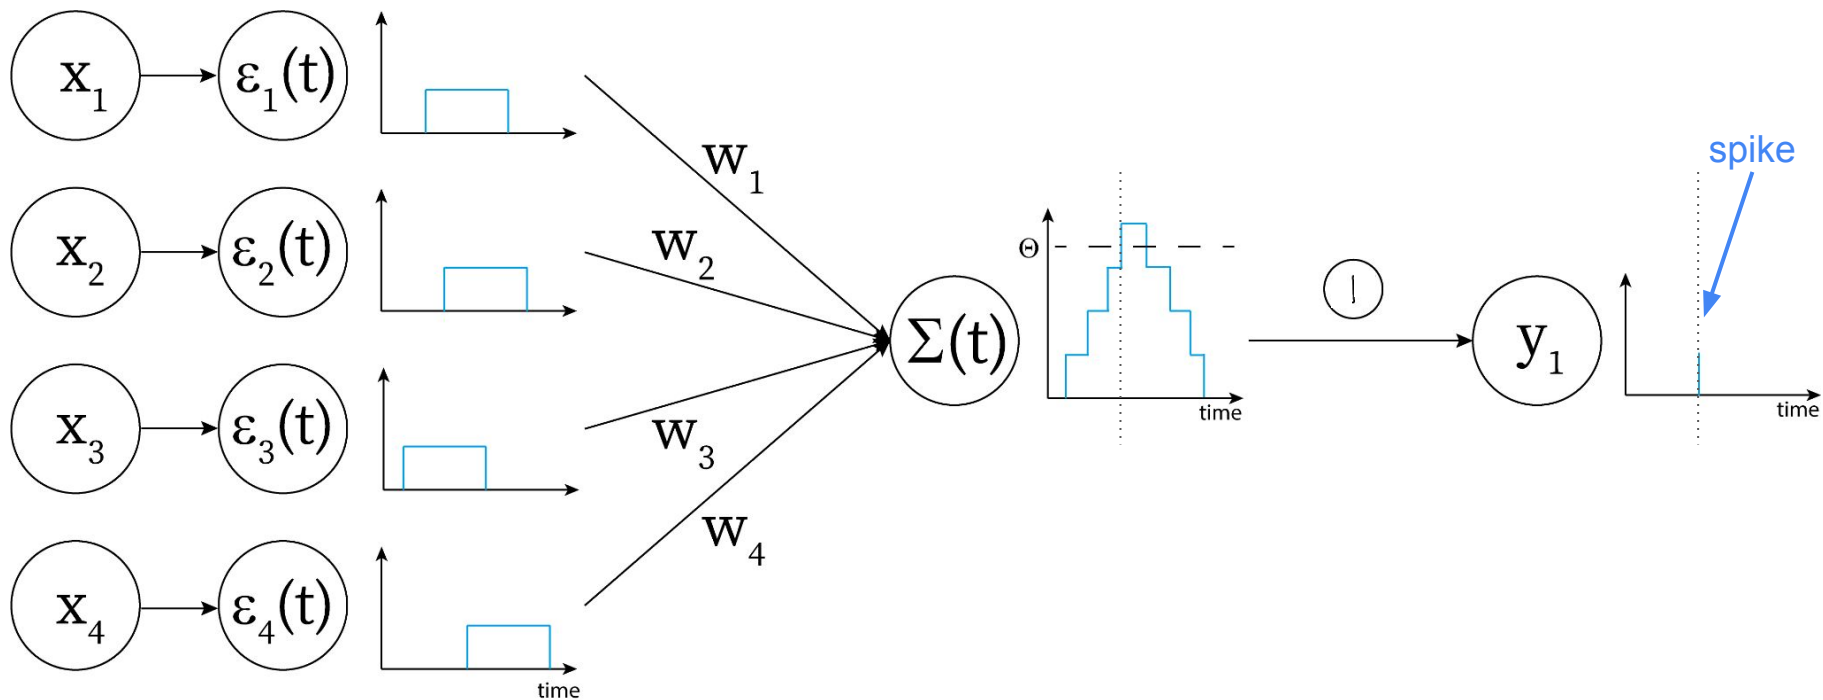 x₁
ε₁(t)
w₁
x₂
ε₂(t)
w₂
x₃
ε₃(t)
w₃
x₄
ε₄(t)
w₄
time
Σ(t)
Θ
time
y₁
spike
time